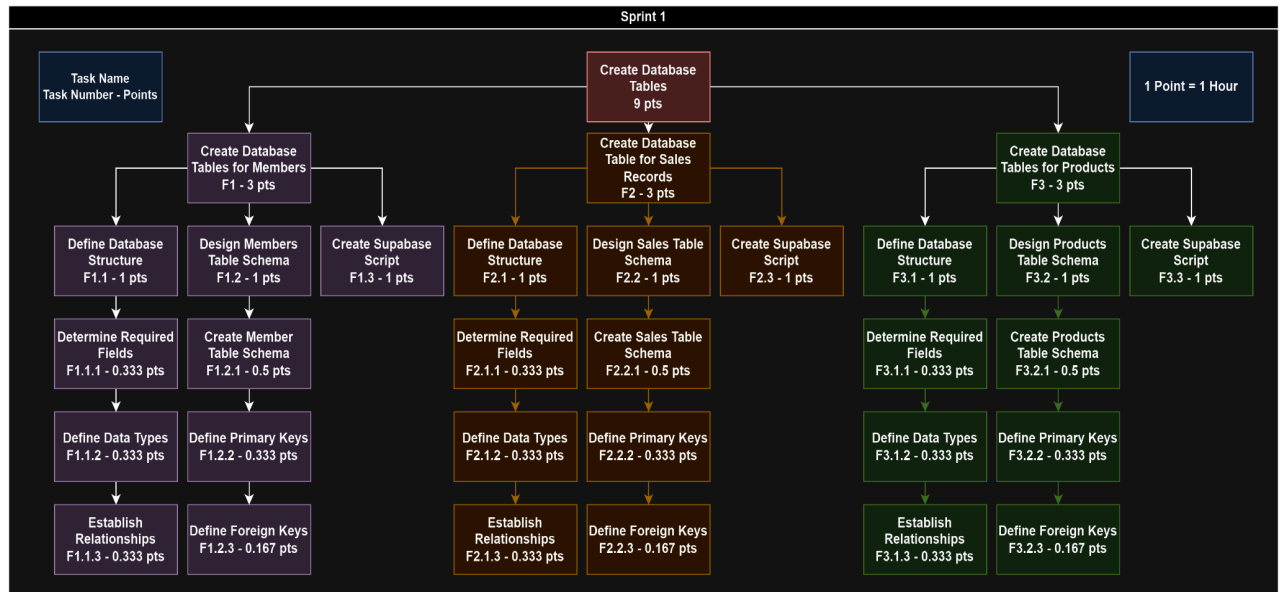 Sprint 1
Task Name
Task Number - Points
Create Database
Tables
9 pts
1 Point = 1 Hour
Create Database
Tables for Members
F1 - 3 pts
Create Database
Table for Sales
Records
F2 - 3 pts
Create Database
Tables for Products
F3 - 3 pts
Define Database
Structure
F1.1 - 1 pts
Design Members
Table Schema
F1.2 - 1 pts
Create Supabase
Script
F1.3 - 1 pts
Define Database
Structure
F2.1 - 1 pts
Design Sales Table
Schema
F2.2 - 1 pts
Create Supabase
Script
F2.3 - 1 pts
Define Database
Structure
F3.1 - 1 pts
Design Products
Table Schema
F3.2 - 1 pts
Create Supabase
Script
F3.3 - 1 pts
Determine Required
Fields
F1.1.1 - 0.333 pts
Create Member
Table Schema
F1.2.1 - 0.5 pts
Determine Required
Fields
F2.1.1 - 0.333 pts
Create Sales Table
Schema
F2.2.1 - 0.5 pts
Determine Required
Fields
F3.1.1 - 0.333 pts
Create Products
Table Schema
F3.2.1 - 0.5 pts
Define Data Types
F1.1.2 - 0.333 pts
Define Primary Keys
F1.2.2 - 0.333 pts
Define Data Types
F2.1.2 - 0.333 pts
Define Primary Keys
F2.2.2 - 0.333 pts
Define Data Types
F3.1.2 - 0.333 pts
Define Primary Keys
F3.2.2 - 0.333 pts
Establish
Relationships
F1.1.3 - 0.333 pts
Define Foreign Keys
F1.2.3 - 0.167 pts
Establish
Relationships
F2.1.3 - 0.333 pts
Define Foreign Keys
F2.2.3 - 0.167 pts
Establish
Relationships
F3.1.3 - 0.333 pts
Define Foreign Keys
F3.2.3 - 0.167 pts